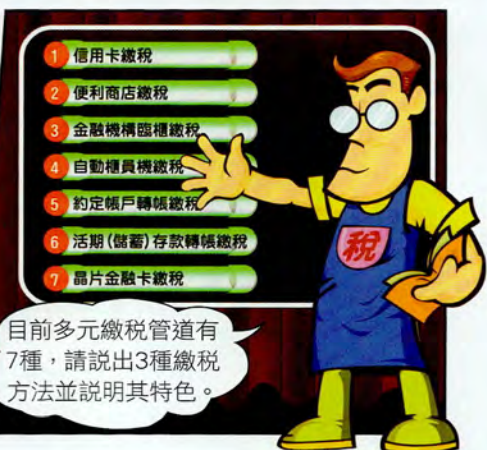 1 信用卡繳稅
2 便利商店繳稅
3 金融機構臨櫃繳稅
4 自動櫃員機繳稅
5 約定帳戶轉帳繳稅
6 活期(儲蓄)存款轉帳繳稅
7 晶片金融卡繳稅
稅
目前多元繳稅管道有
7種，請說出3種繳稅
方法並說明其特色。